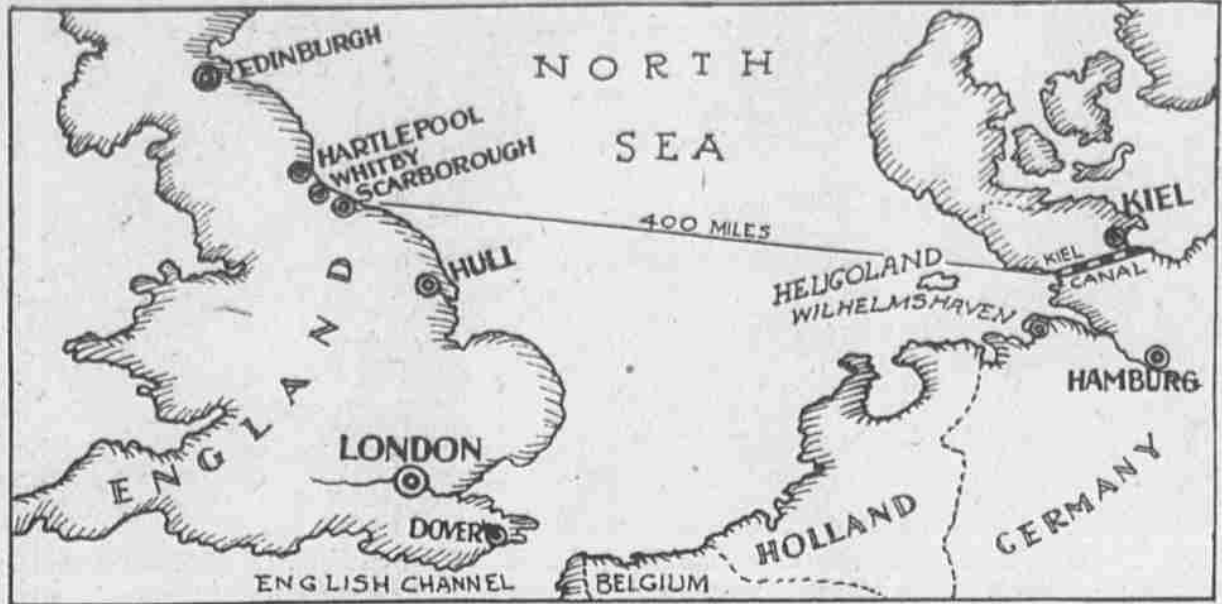 EDINBURGH
NORTH
SEA
HARTLEPOOL
WHITBY
SCARBOROUGH
KIEL
400 MILES
KIEL
CANAL
HULL
HELIGOLAND
WILHELMSHAVEN
HAMBURG
ENGLAND
LONDON
DOVER
HOLLAND
GERMANY
ENGLISH CHANNEL
BELGIUM